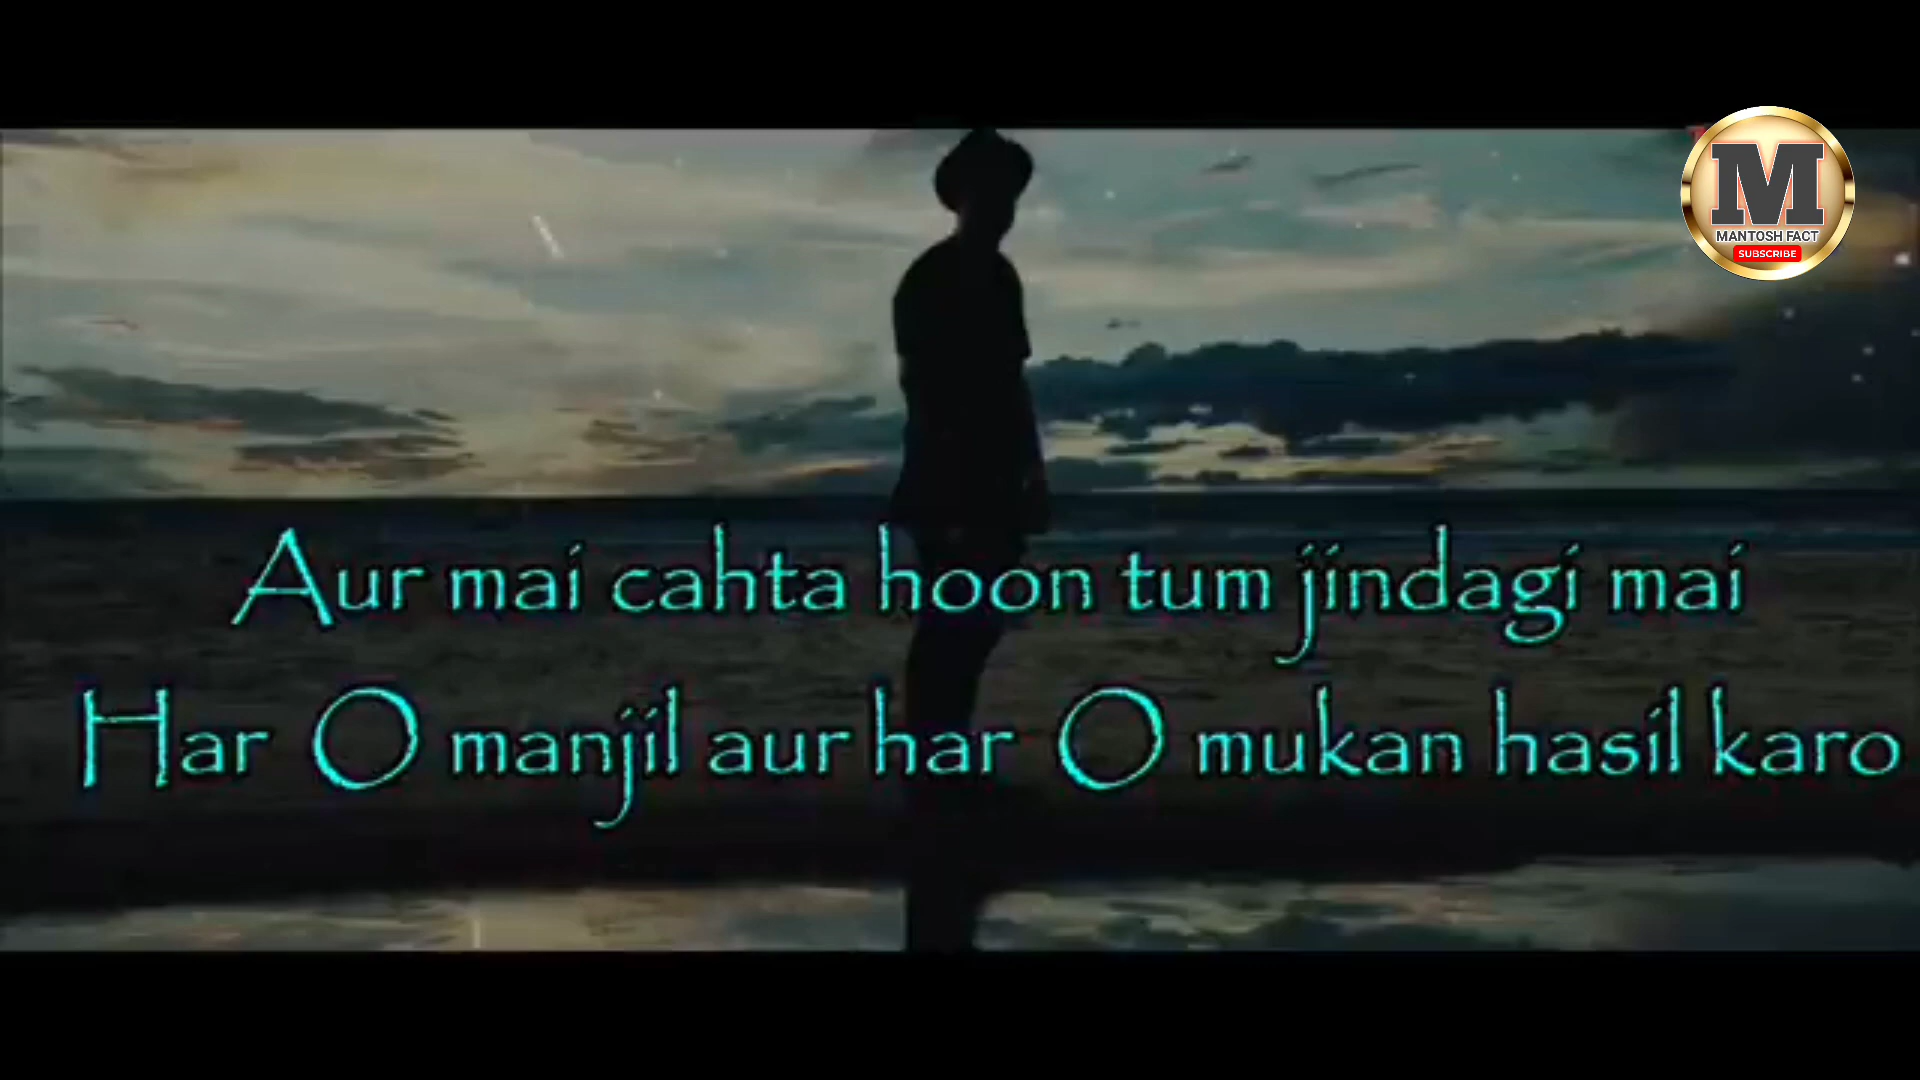 M
MANTOSH FACT
SUBSCRIBE
Aur mai cahta hoon tum jindagi mai
Har O manjil aur har O mukan hasil karo